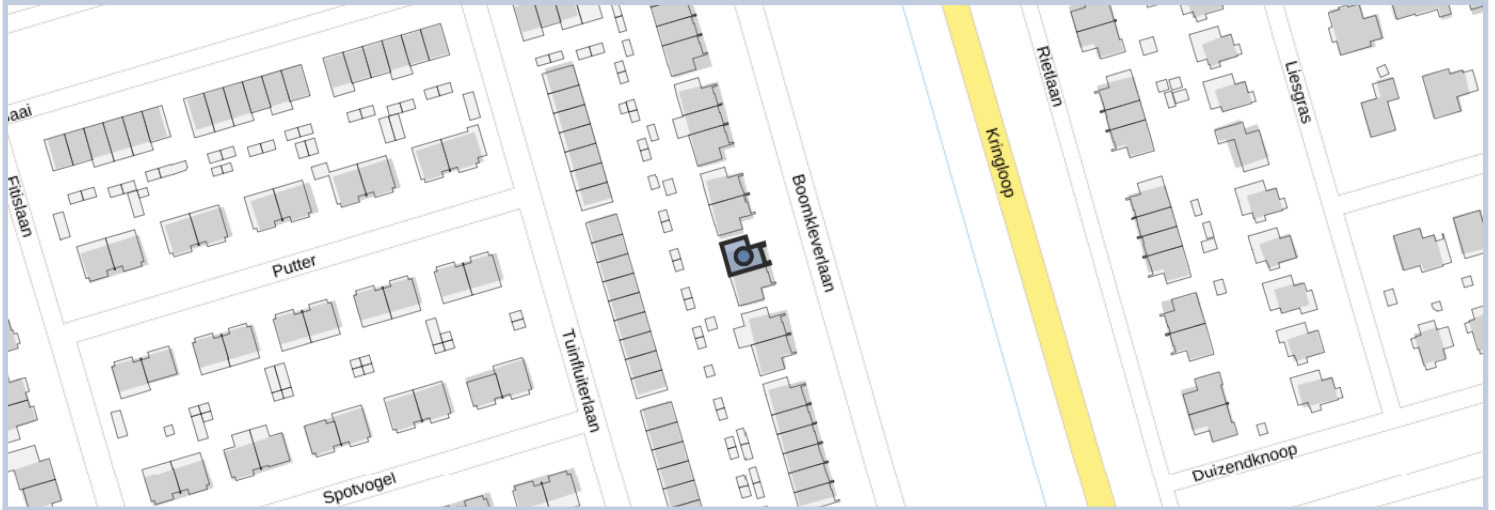 Fitislaan
Putter
Spotvogel
Tuinfluiterlaan
Boomkleverlaan
Kringloop
Rietlaan
Liesgras
Duizendknoop